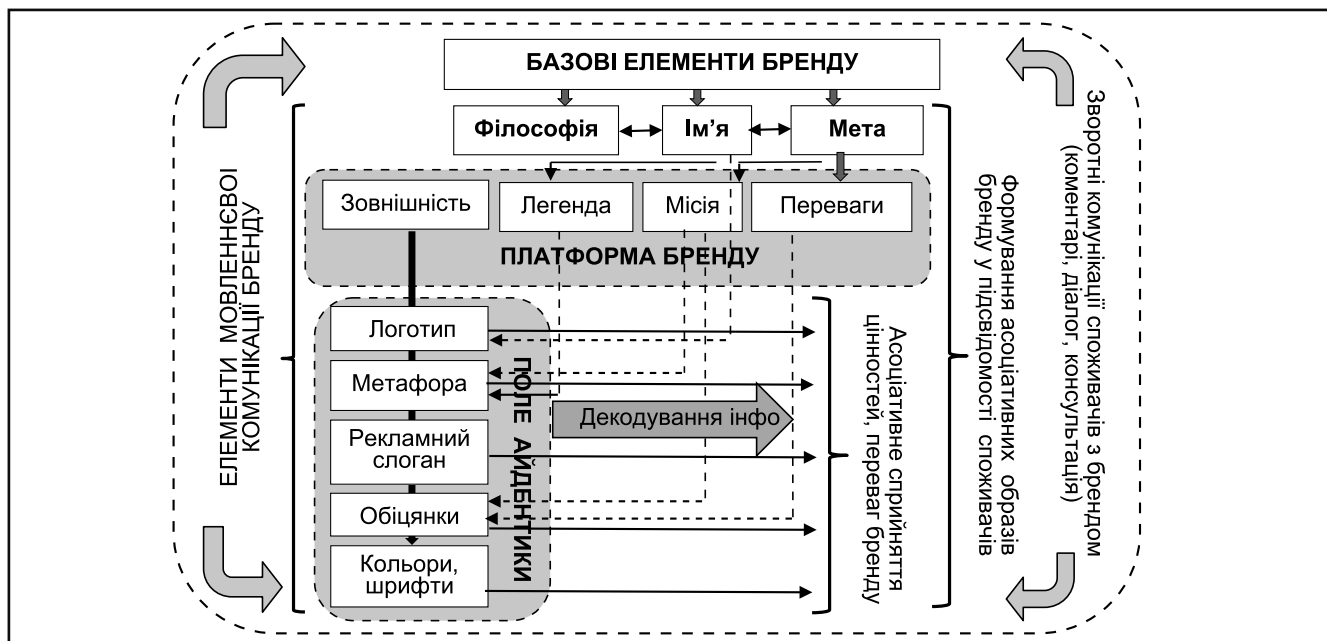 БАЗОВІ ЕЛЕМЕНТИ БРЕНДУ
Філософія
Ім’я
Мета
Зовнішність
Легенда
Місія
Переваги
ПЛАТФОРМА БРЕНДУ
Логотип
Метафора
Рекламний
слоган
Обіцянки
Кольори,
шрифти
ПОЛЕ АЙДЕНТИКИ
Декодування інфо
ЕЛЕМЕНТИ МОВЛЕННЄВОІ
КОМУНІКАЦІЇ БРЕНДУ
Асоціативне сприйняття
цінностей, переваг бренду
Формування асоціативних образів
бренду у підсвідомості споживачів
Зворотні комунікації споживачів з брендом
(коментарі, діалог, консультація)